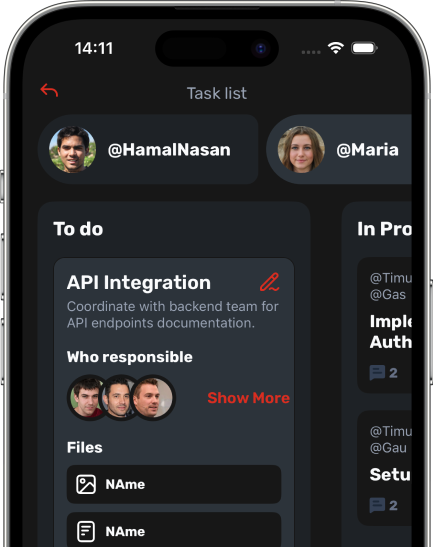 14:11
Task list
@HamalNasan
@Maria
To do
API Integration
Coordinate with backend team for
API endpoints documentation.
Who responsible
Show More
Files
NAme
NAme
In Pro
@Timu
@Gas
Imple
Auth
2
@Timu
@Gau
Setu
2